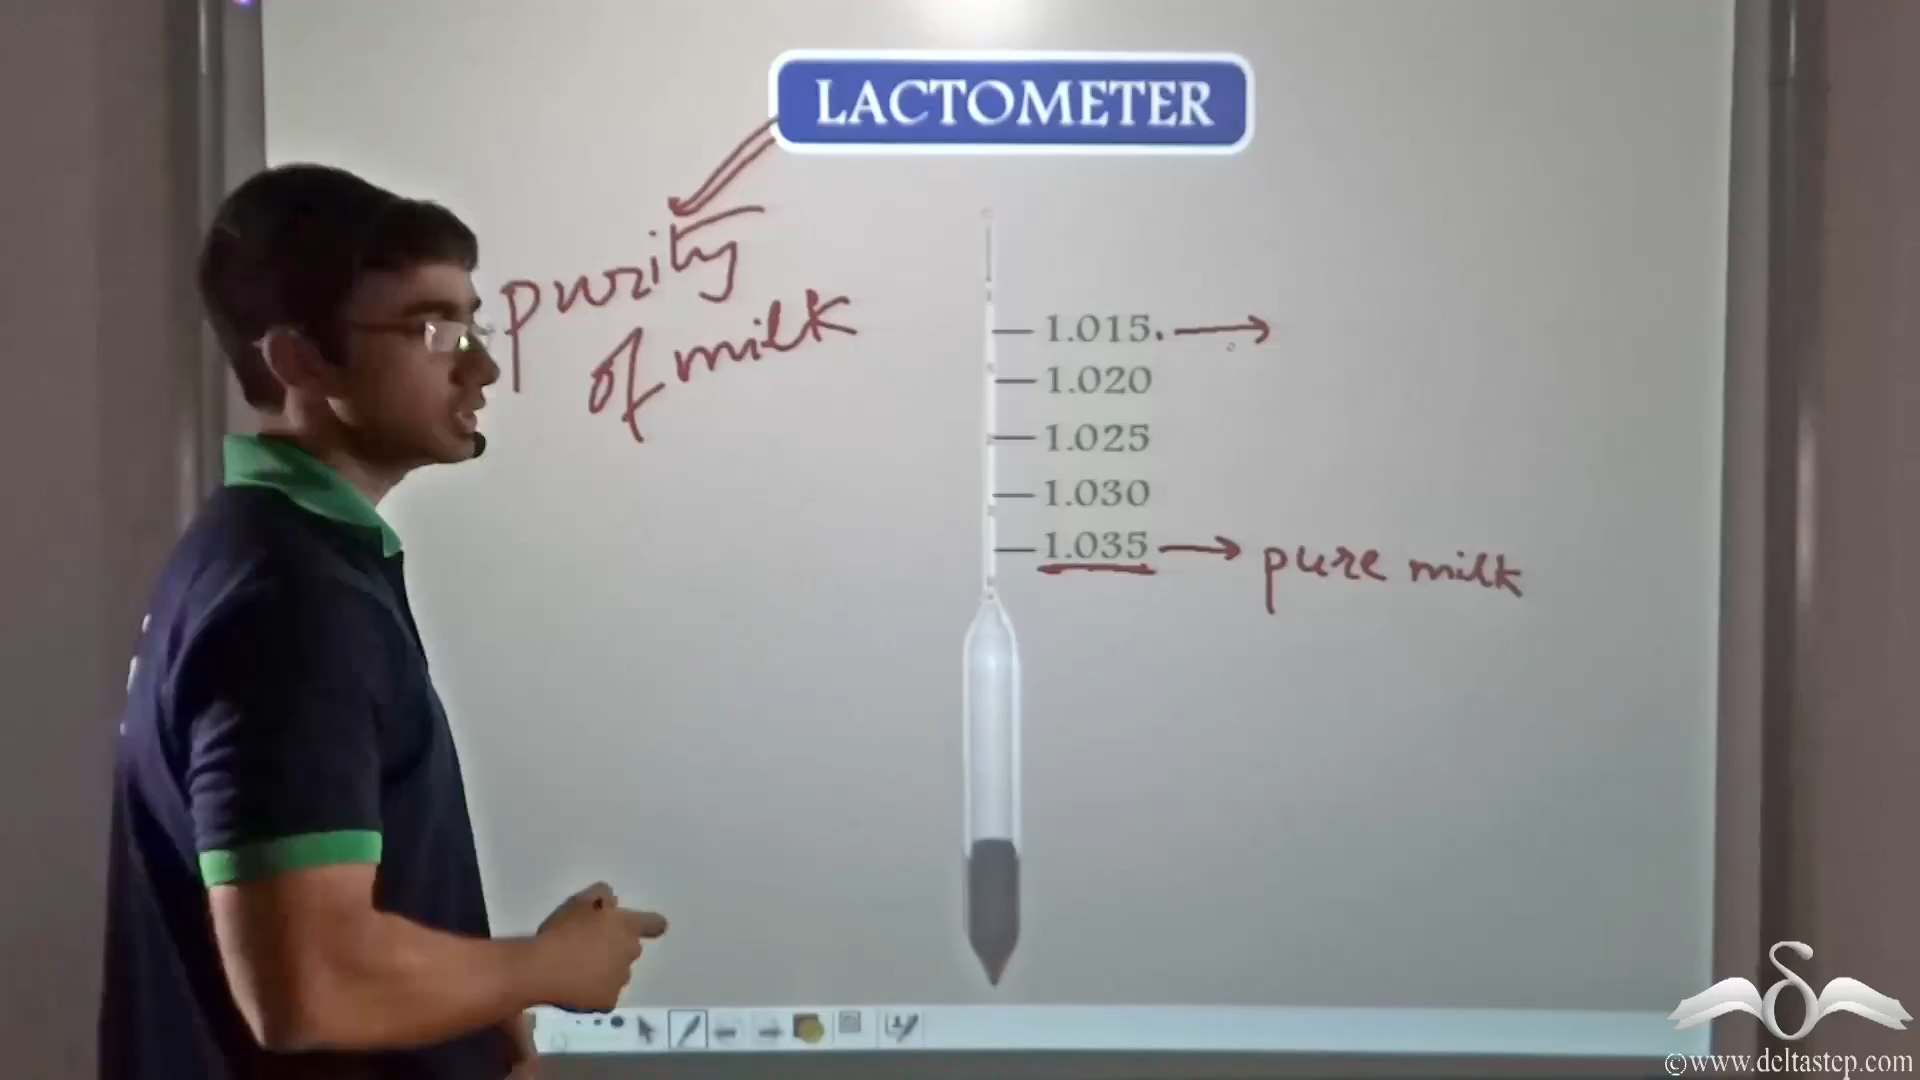 LACTOMETER
purity
of milk
1.015. →
1.020
1.025
1.030
1.035 → pure milk
©www.deltastep.com